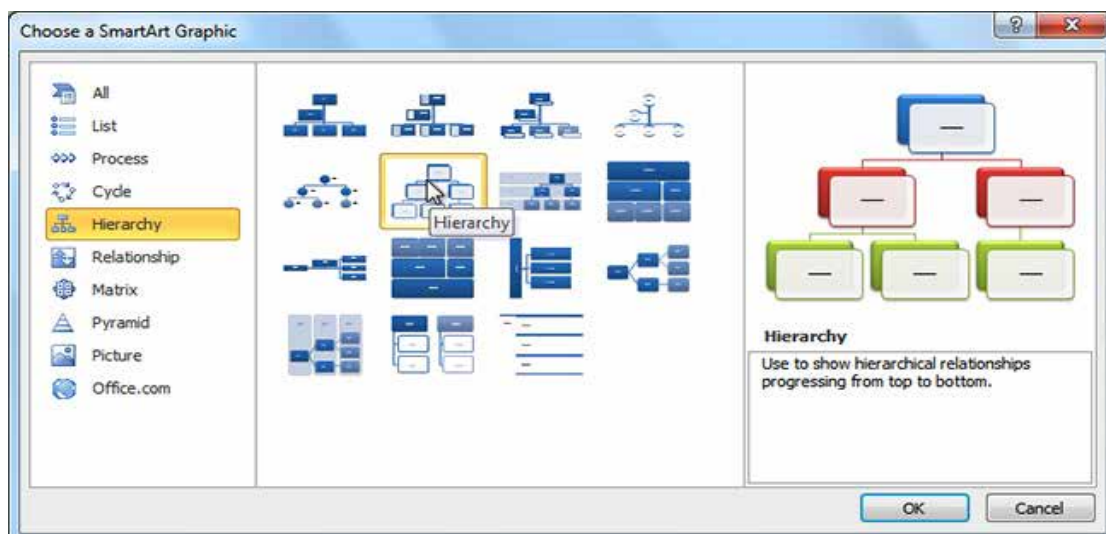 Choose a SmartArt Graphic
All
List
Process
Cycle
Hierarchy
Relationship
Matrix
Pyramid
Picture
Office.com
Hierarchy
Hierarchy
Use to show hierarchical relationships
progressing from top to bottom.
OK
Cancel